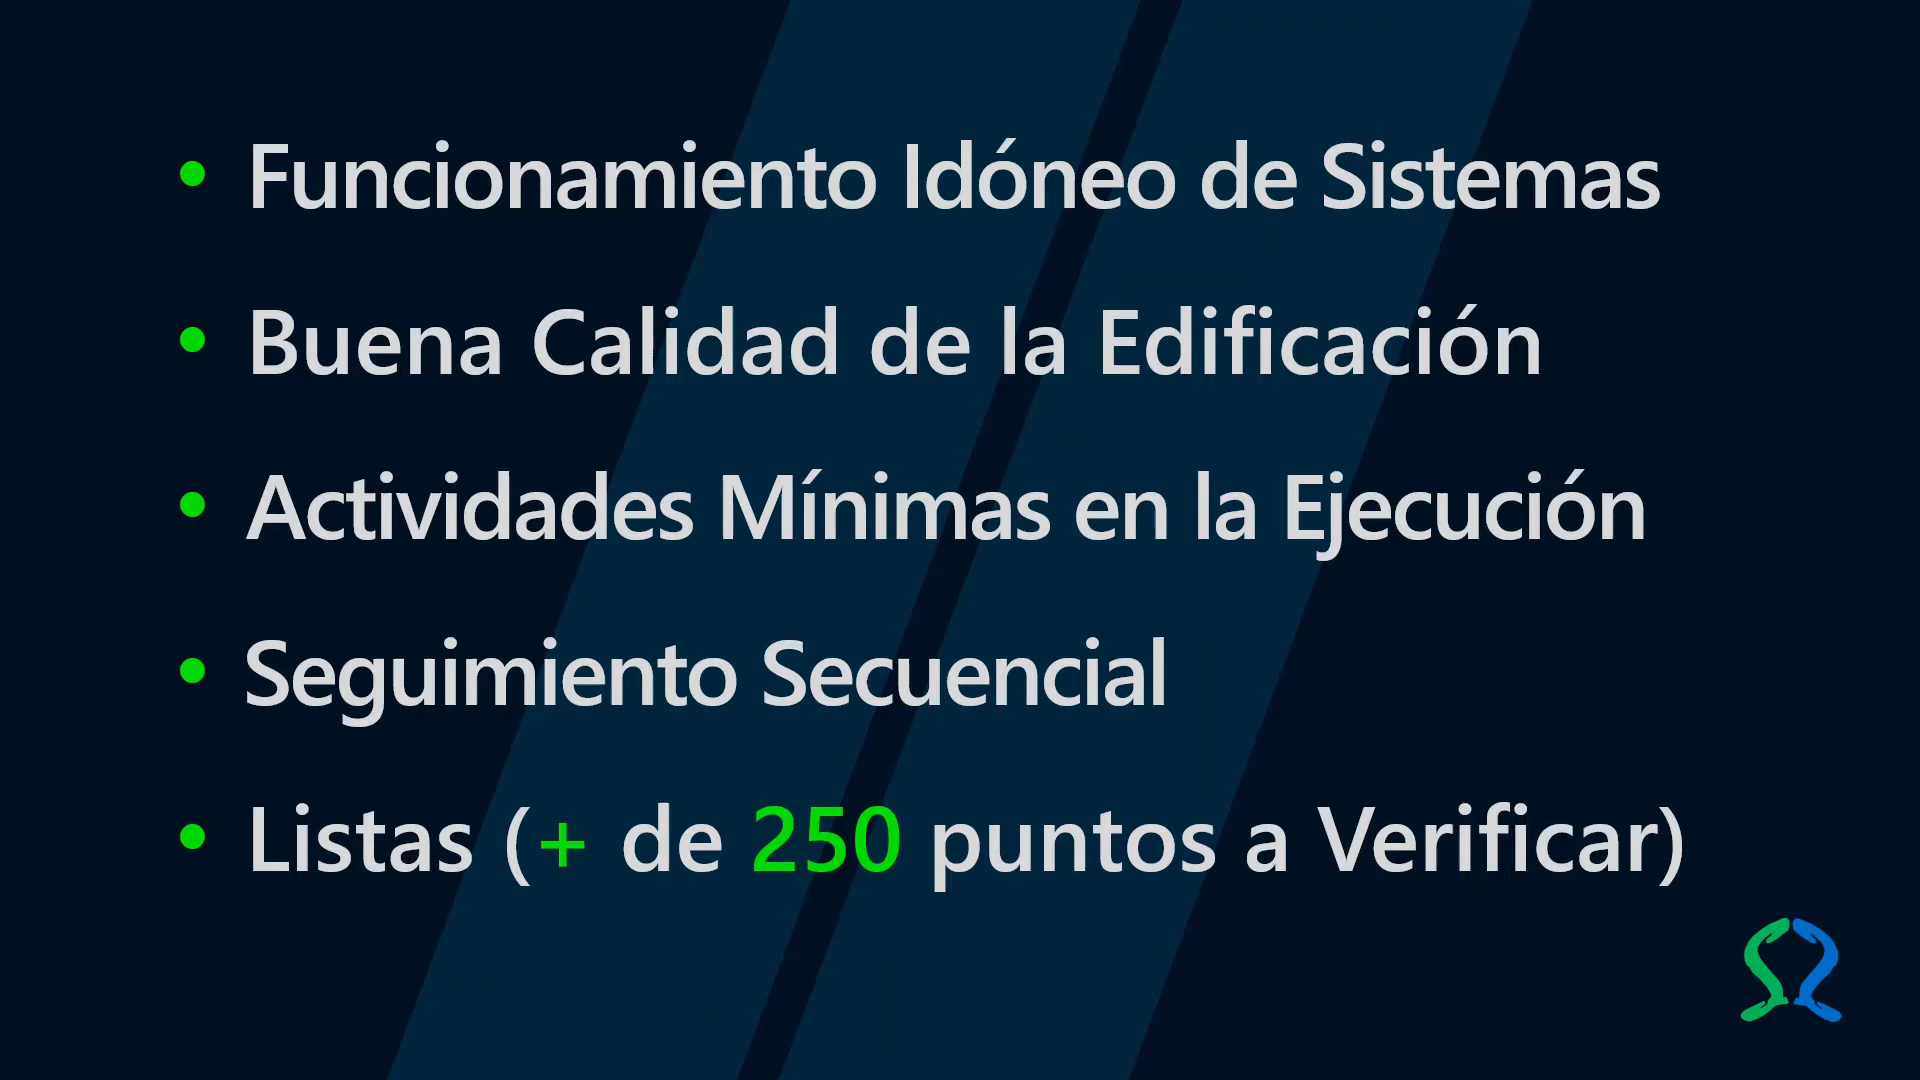 • Funcionamiento Idóneo de Sistemas
• Buena Calidad de la Edificación
• Actividades Mínimas en la Ejecución
• Seguimiento Secuencial
• Listas (+ de 250 puntos a Verificar)